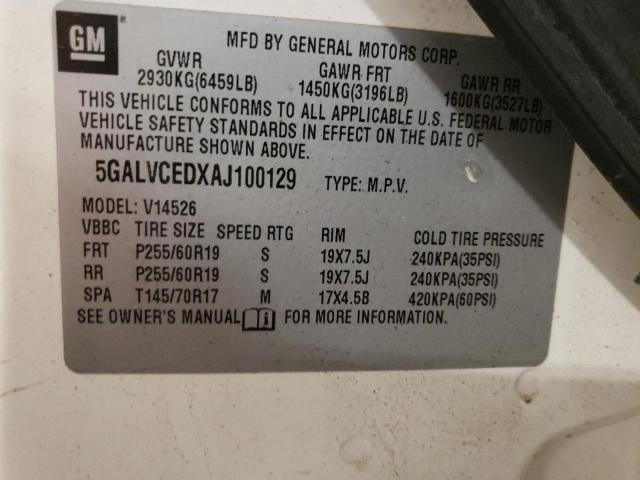 GM
MFD BY GENERAL MOTORS CORP.
GVWR GAWR FRT GAWR RR
2930KG(6459LB) 1450KG(3196LB) 1600KG(3527LB)
THIS VEHICLE CONFORMS TO ALL APPLICABLE U.S. FEDERAL MOTOR
VEHICLE SAFETY STANDARDS IN EFFECT ON THE DATE OF
MANUFACTURE SHOWN ABOVE.
5GALVCEDXAJ100129 TYPE: M.P.V.
MODEL: V14526
VBBC TIRE SIZE SPEED RTG RIM COLD TIRE PRESSURE
FRT P255/60R19 S 19X7.5J 240KPA(35PSI)
RR P255/60R19 S 19X7.5J 240KPA(35PSI)
SPA T145/70R17 M 17X4.5B 420KPA(60PSI)
SEE OWNER'S MANUAL FOR MORE INFORMATION.